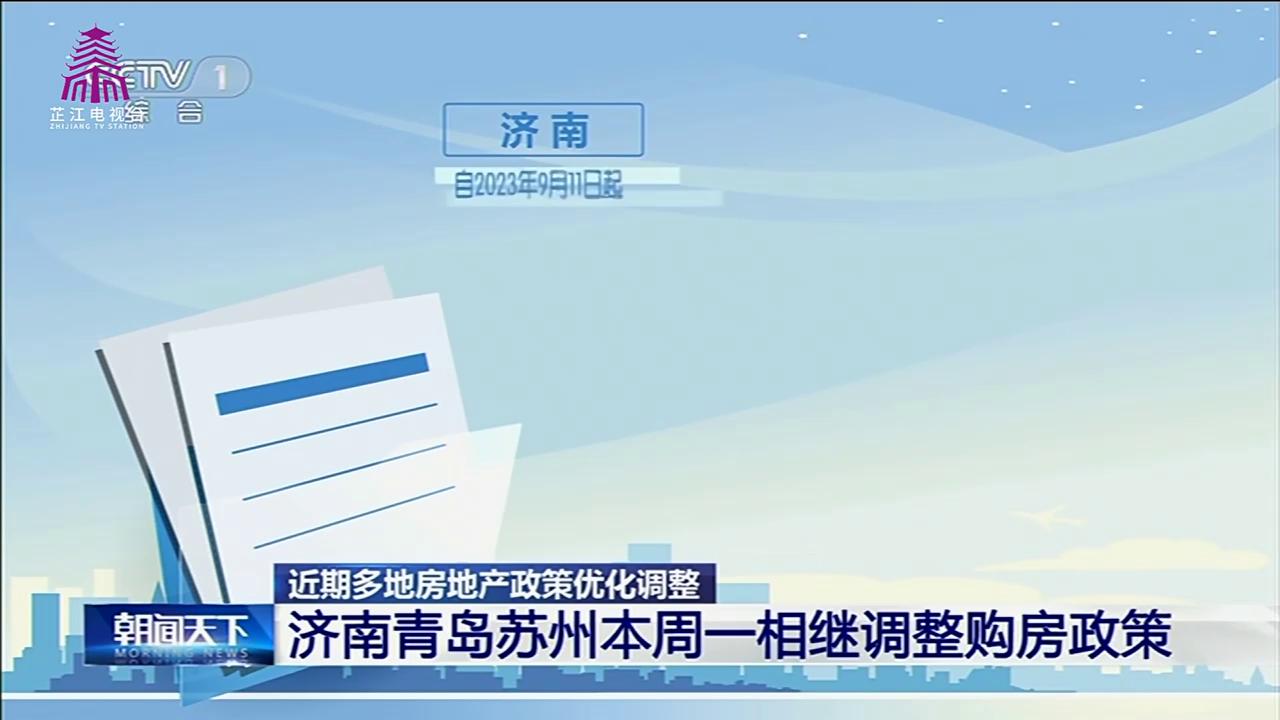 CCTV 1
综合
芷江电视台
ZHIJIANG TV STATION
济南
自2023年9月11日起
近期多地房地产政策优化调整
朝闻天下
MORNING NEWS
济南青岛苏州本周一相继调整购房政策